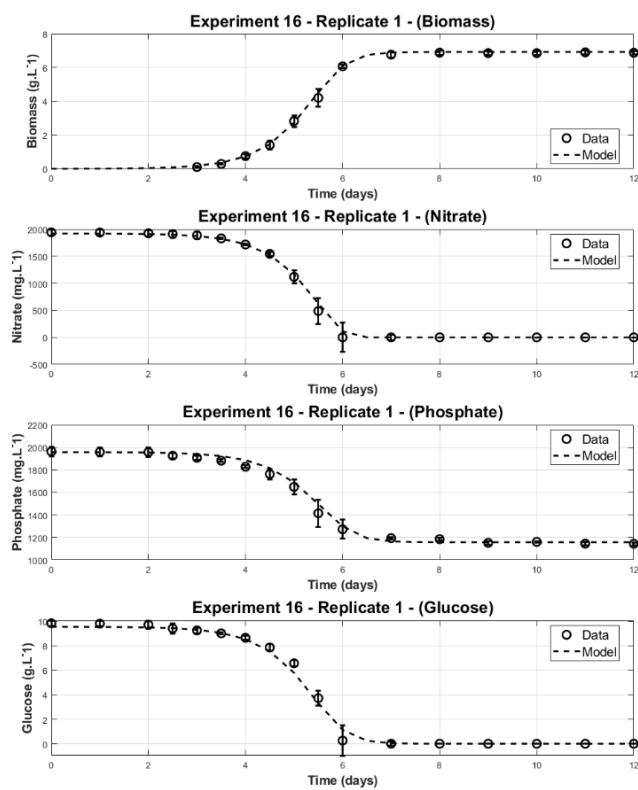 Experiment 16 - Replicate 1 - (Biomass)
8
6
4
2
0
Biomass (g.L^-1)
Data
Model
0 2 4 6 8 10 12
Time (days)
Experiment 16 - Replicate 1 - (Nitrate)
2000
1500
1000
500
0
-500
Nitrate (mg.L^-1)
Data
Model
0 2 4 6 8 10 12
Time (days)
Experiment 16 - Replicate 1 - (Phosphate)
2200
2000
1800
1600
1400
1200
1000
Phosphate (mg.L^-1)
Data
Model
0 2 4 6 8 10 12
Time (days)
Experiment 16 - Replicate 1 - (Glucose)
10
8
6
4
2
0
Glucose (g.L^-1)
Data
Model
0 2 4 6 8 10 12
Time (days)